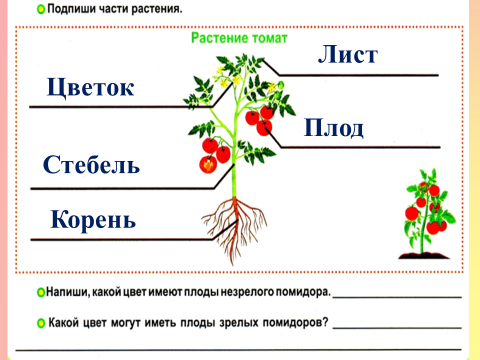 Подпиши части растения.
Растение томат
Лист
Цветок
Плод
Стебель
Корень
Напиши, какой цвет имеют плоды незрелого помидора.
Какой цвет могут иметь плоды зрелых помидоров?